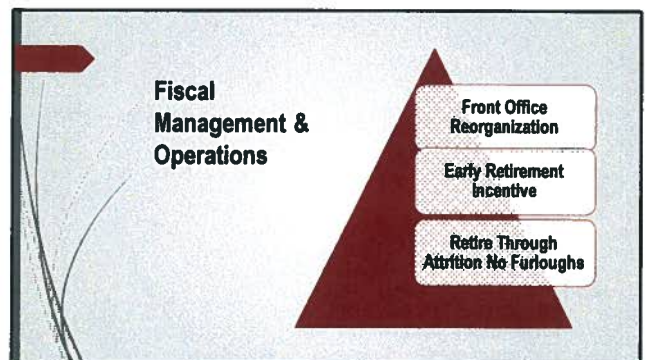 Fiscal
Management &
Operations
Front Office
Reorganization
Early Retirement
Incentive
Retire Through
Attrition No Furloughs